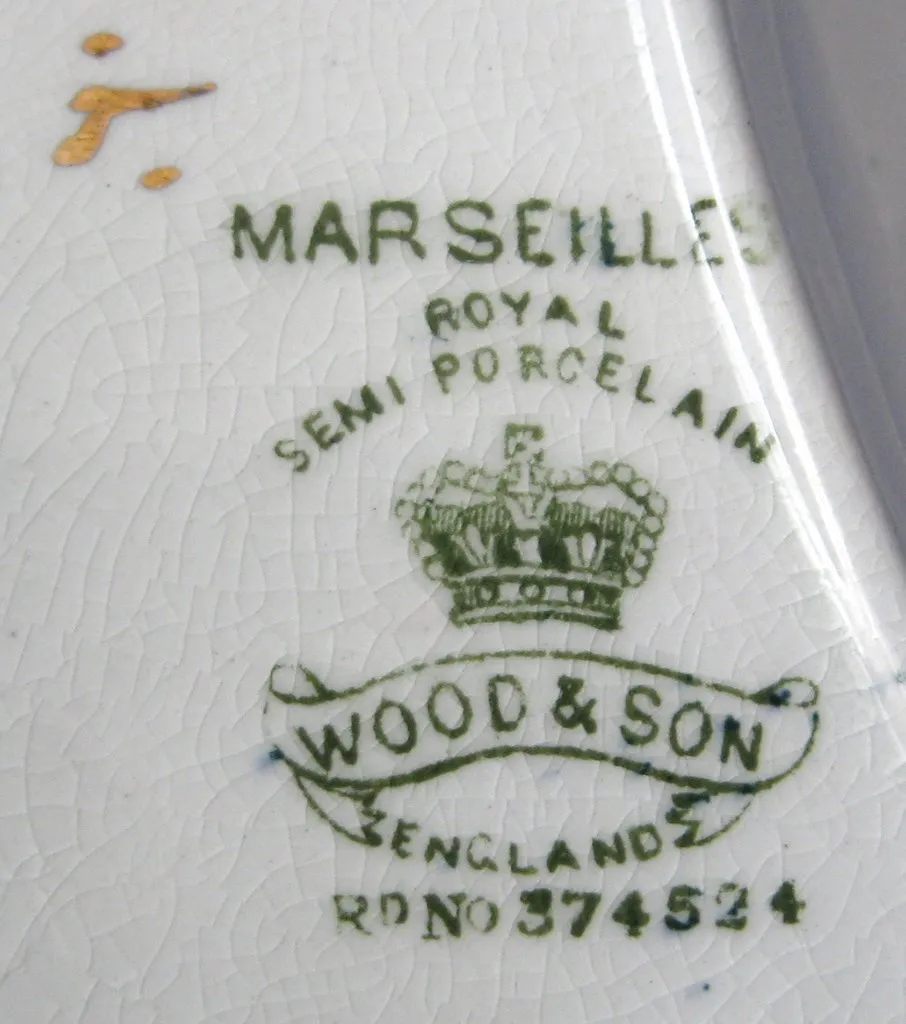 MARSEILLES
ROYAL
SEMI PORCELAIN
WOOD & SON
ENGLAND
RD NO 374524